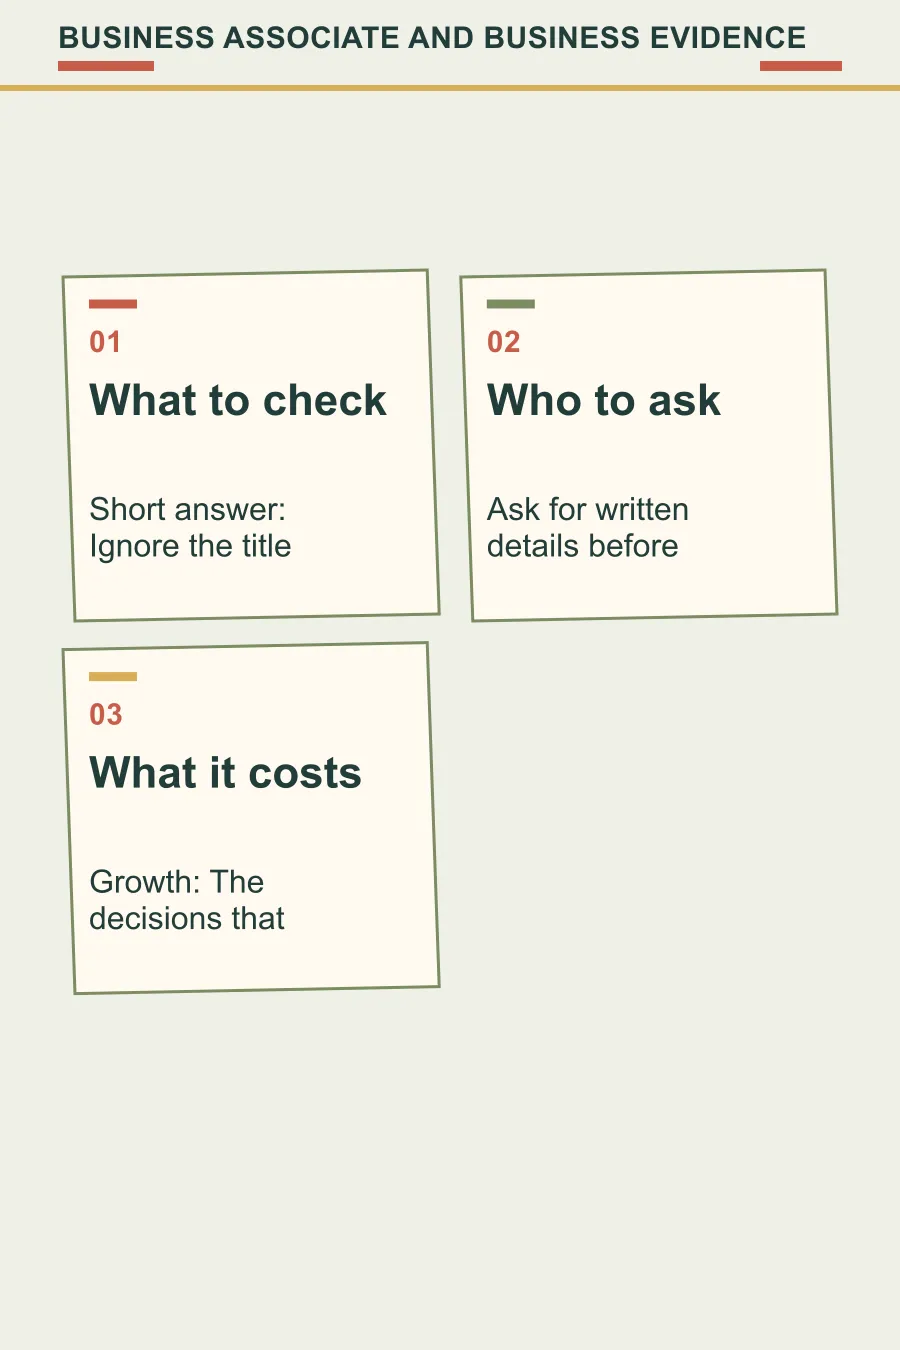 BUSINESS ASSOCIATE AND BUSINESS EVIDENCE
01
What to check
Short answer:
Ignore the title
02
Who to ask
Ask for written
details before
03
What it costs
Growth: The
decisions that